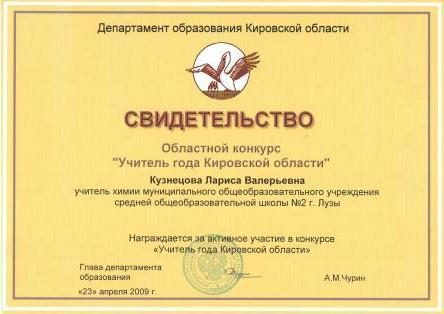 Департамент образования Кировской области
СВИДЕТЕЛЬСТВО
Областной конкурс
"Учитель года Кировской области"
Кузнецова Лариса Валерьевна
учитель химии муниципального общеобразовательного учреждения
средней общеобразовательной школы №2 г. Лузы
Награждается за активное участие в конкурсе
«Учитель года Кировской области»
Глава департамента
образования
А.М.Чурин
«23» апреля 2009 г.